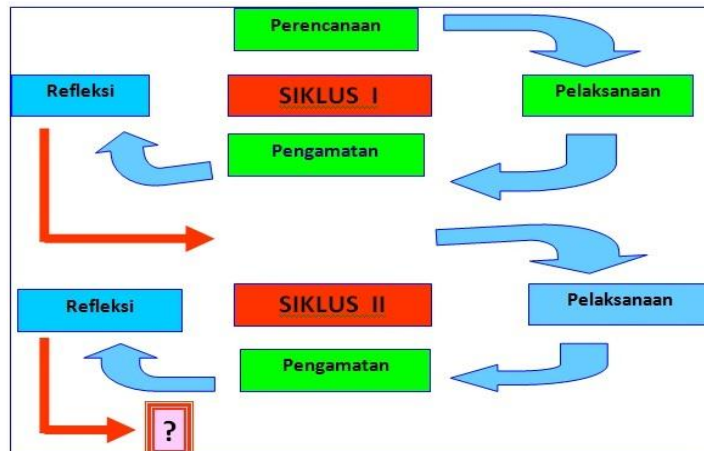 Perencanaan
Refleksi
SIKLUS I
Pelaksanaan
Pengamatan
Refleksi
SIKLUS II
Pelaksanaan
Pengamatan
?